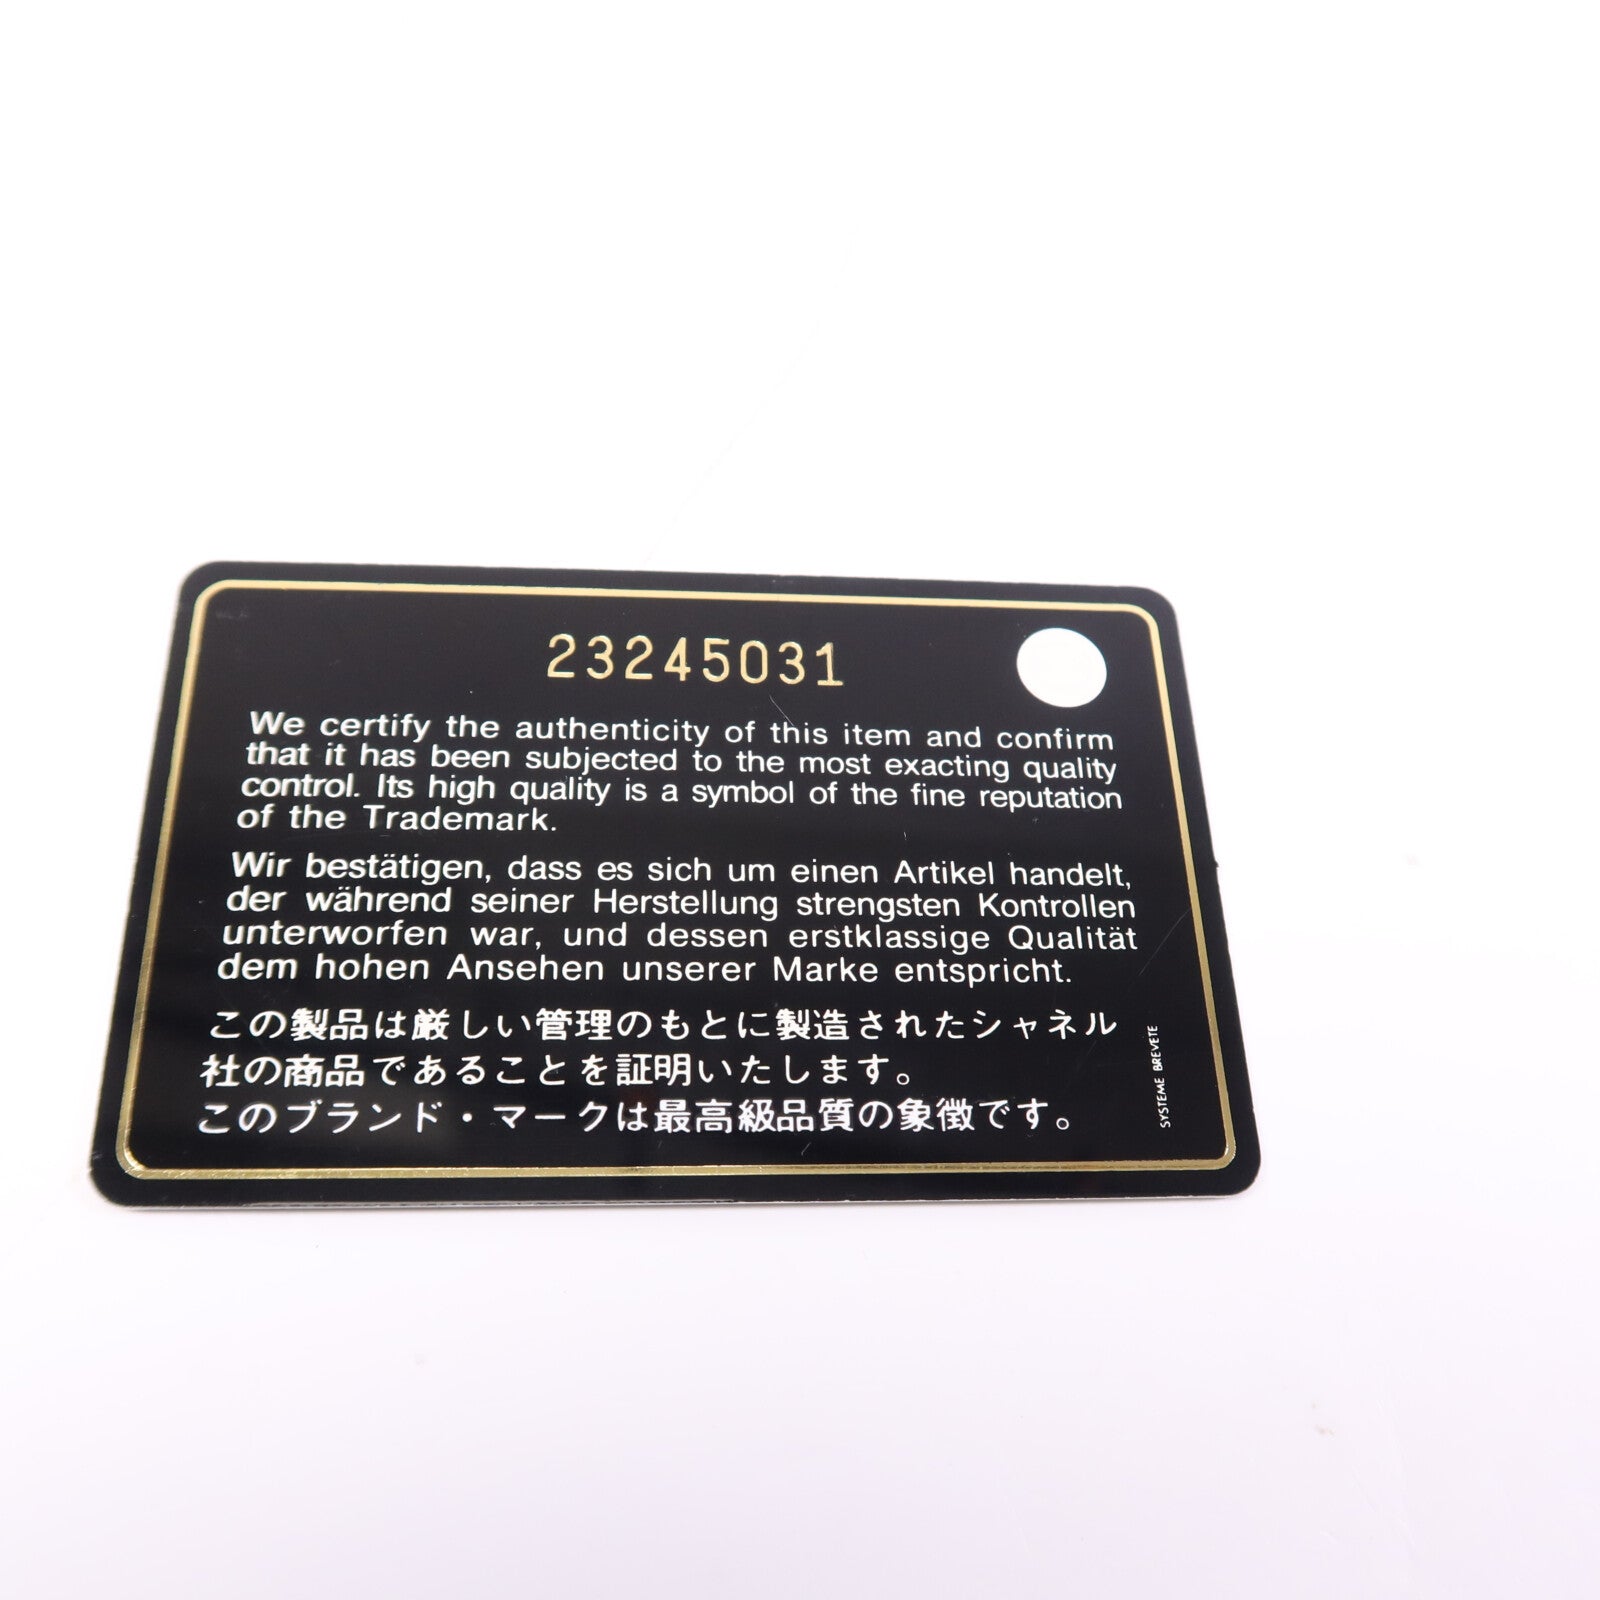 23245031
We certify the authenticity of this item and confirm
that it has been subjected to the most exacting quality
control. Its high quality is a symbol of the fine reputation
of the Trademark.
Wir bestätigen, dass es sich um einen Artikel handelt,
der während seiner Herstellung strengsten Kontrollen
unterworfen war, und dessen erstklassige Qualität
dem hohen Ansehen unserer Marke entspricht.
この製品は厳しい管理のもとに製造されたシャネル
社の商品であることを証明いたします。
このブランド・マークは最高級品質の象徴です。
SYSTEME BREVETE